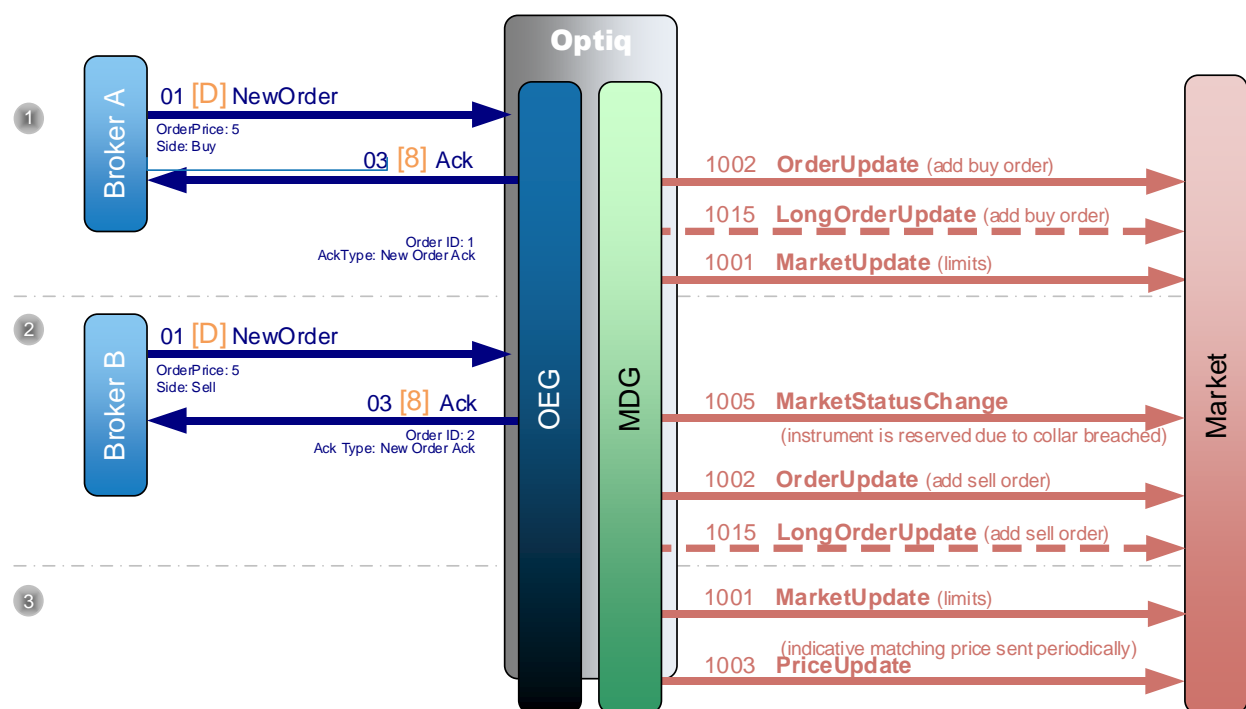 Optiq
1
Broker A
01 [D] NewOrder
OrderPrice: 5
Side: Buy
03 [8] Ack
Order ID: 1
AckType: New Order Ack
1002 OrderUpdate (add buy order)
1015 LongOrderUpdate (add buy order)
1001 MarketUpdate (limits)
OEG
MDG
Market
2
Broker B
01 [D] NewOrder
OrderPrice: 5
Side: Sell
03 [8] Ack
Order ID: 2
Ack Type: New Order Ack
1005 MarketStatusChange
(instrument is reserved due to collar breached)
1002 OrderUpdate (add sell order)
1015 LongOrderUpdate (add sell order)
3
1001 MarketUpdate (limits)
(indicative matching price sent periodically)
1003 PriceUpdate